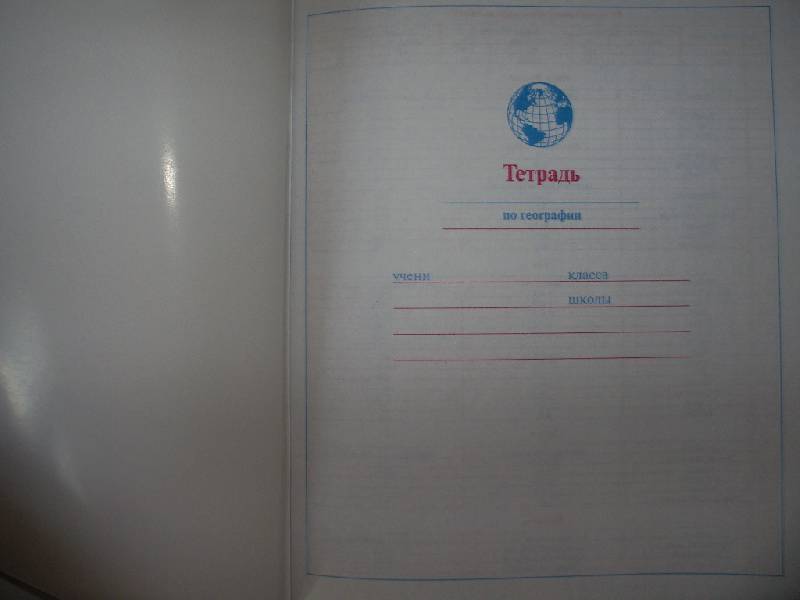 Тетрадь
по географии
учени класса
школы